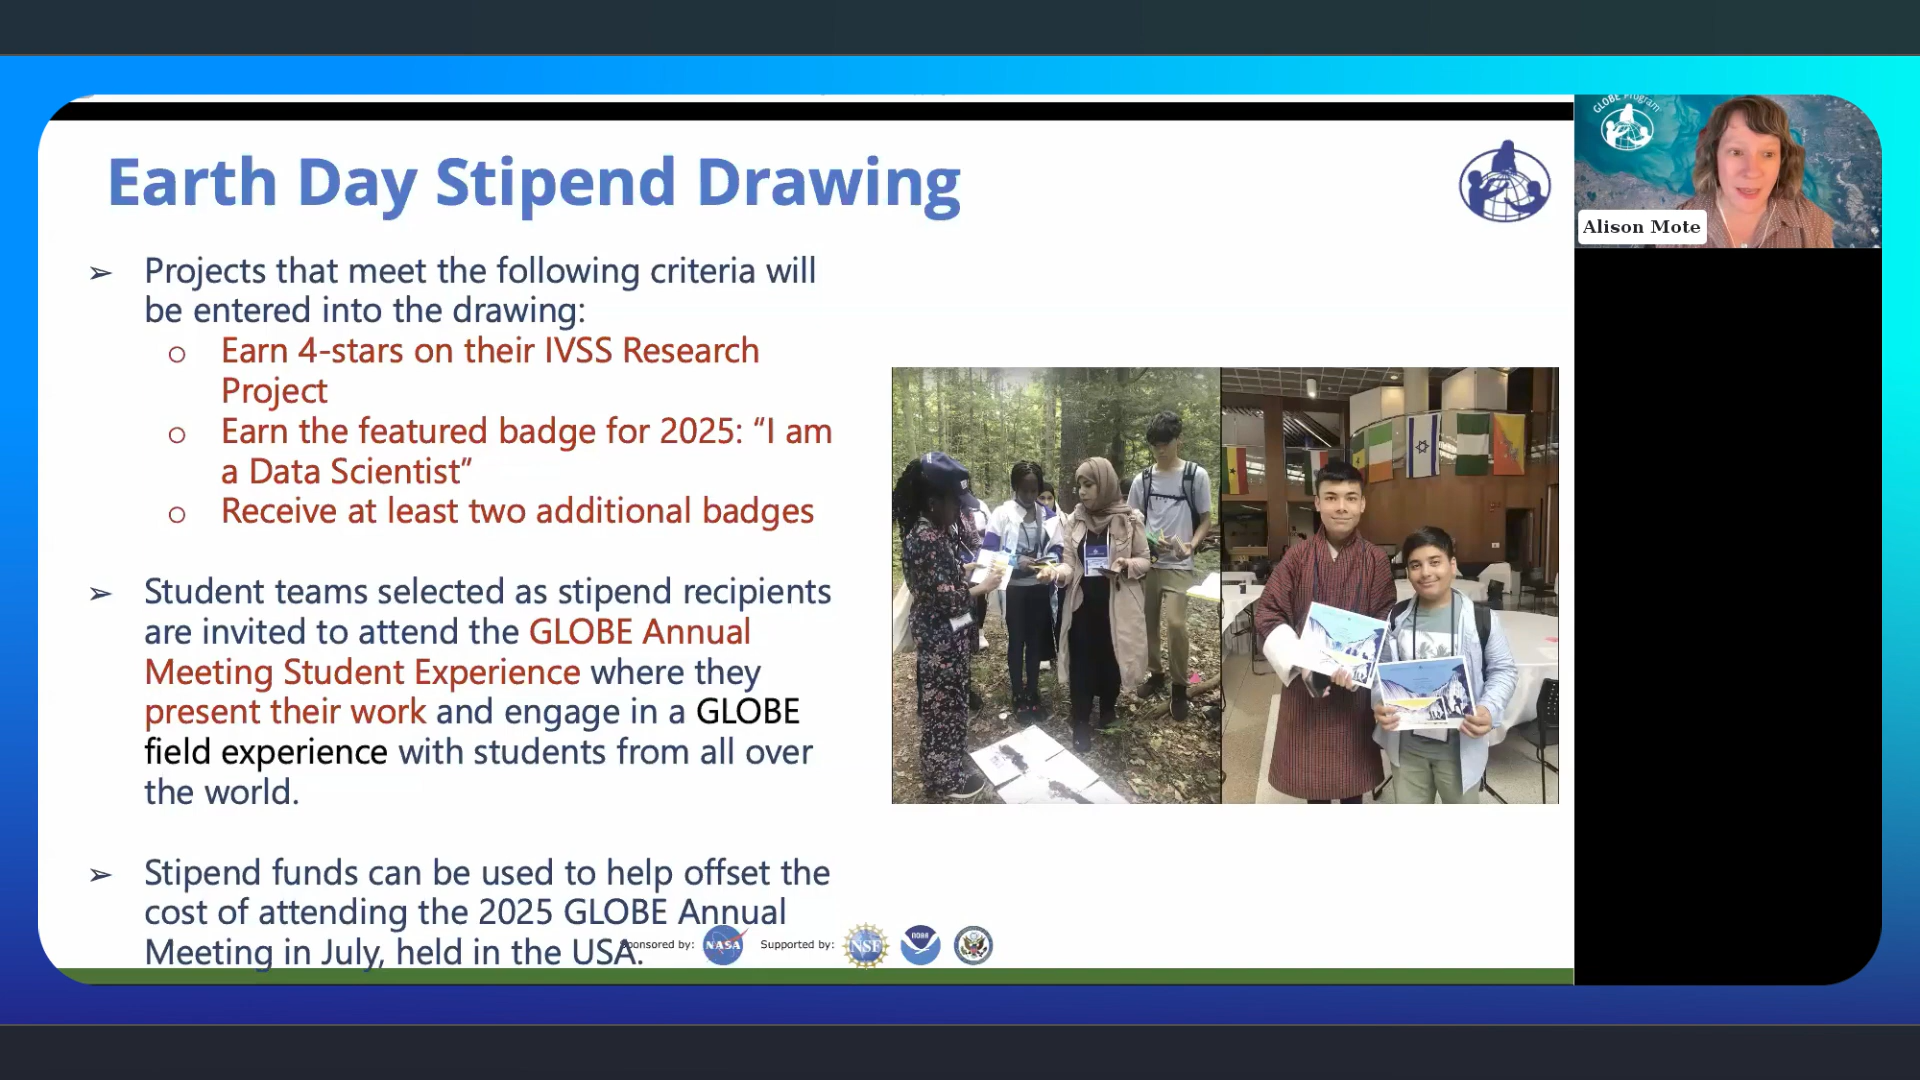 Earth Day Stipend Drawing
➢ Projects that meet the following criteria will
be entered into the drawing:
○ Earn 4-stars on their IVSS Research
Project
○ Earn the featured badge for 2025: “I am
a Data Scientist”
○ Receive at least two additional badges
➢ Student teams selected as stipend recipients
are invited to attend the GLOBE Annual
Meeting Student Experience where they
present their work and engage in a GLOBE
field experience with students from all over
the world.
➢ Stipend funds can be used to help offset the
cost of attending the 2025 GLOBE Annual
Meeting in July, held in the USA.
Sponsored by: NASA Supported by: NSF NOAA
GLOBE Program
Alison Mote